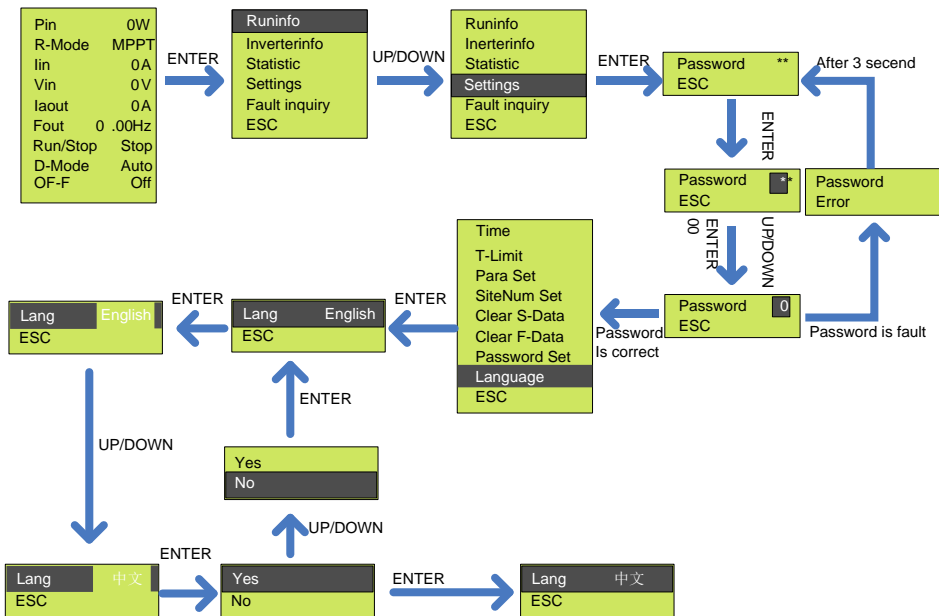 Pin 0W
R-Mode MPPT
Iin 0A
Vin 0V
Iaout 0A
Fout 0 .00Hz
Run/Stop Stop
D-Mode Auto
OF-F Off
ENTER
Runinfo
Inverterinfo
Statistic
Settings
Fault inquiry
ESC
UP/DOWN
Runinfo
Inerterinfo
Statistic
Settings
Fault inquiry
ESC
ENTER
Password **
ESC
After 3 secend
ENTER
Password **
ESC
Password
Error
UP/DOWN
ENTER
00
Password 0
ESC
Password is fault
Password
Is correct
Time
T-Limit
Para Set
SiteNum Set
Clear S-Data
Clear F-Data
Password Set
Language
ESC
ENTER
Lang English
ESC
ENTER
Lang English
ESC
UP/DOWN
ENTER
Yes
No
UP/DOWN
Lang 中文
ESC
ENTER
Yes
No
ENTER
Lang 中文
ESC